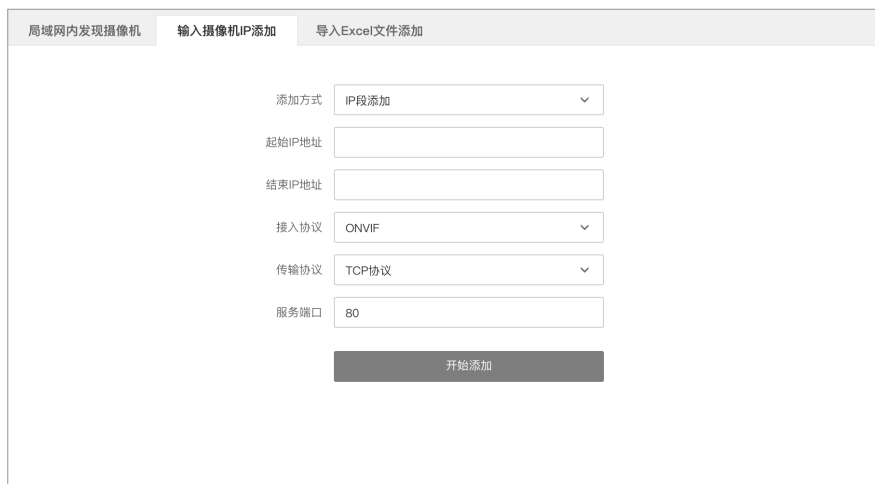 局域网内发现摄像机 输入摄像机IP添加 导入Excel文件添加
添加方式 IP段添加
起始IP地址
结束IP地址
接入协议 ONVIF
传输协议 TCP协议
服务端口 80
开始添加